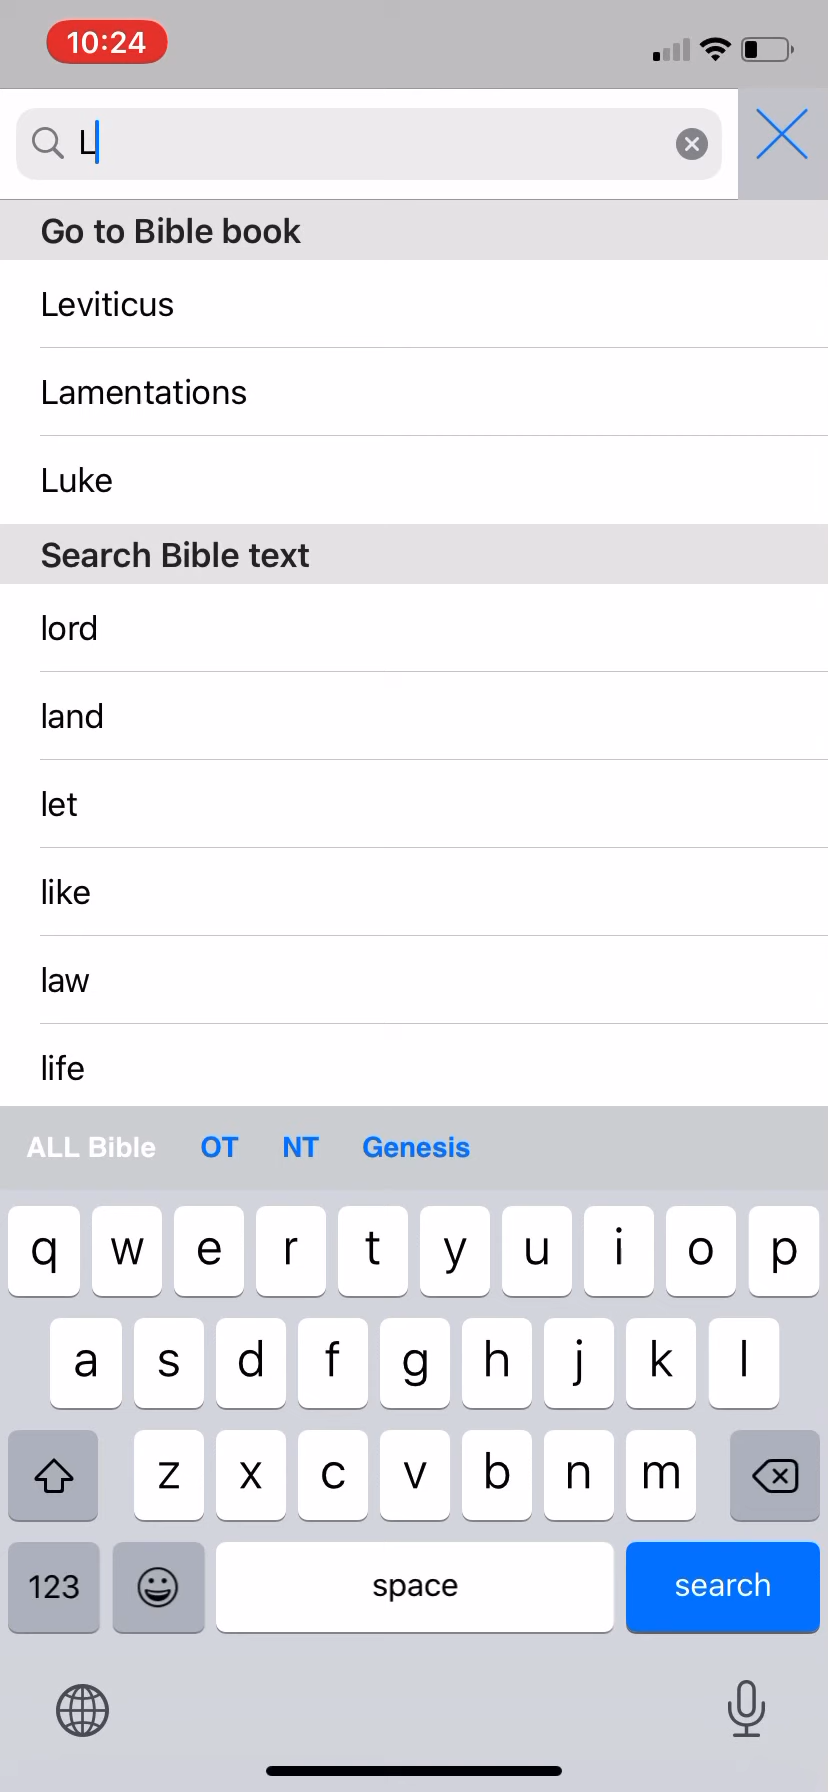 10:24
L
Go to Bible book
Leviticus
Lamentations
Luke
Search Bible text
lord
land
let
like
law
life
ALL Bible OT NT Genesis
q w e r t y u i o p
a s d f g h j k l
z x c v b n m
123 space search